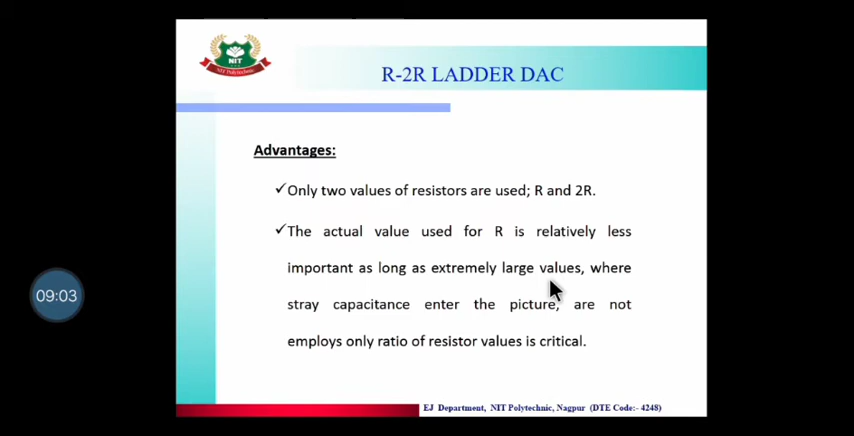 NIT
NIT Polytechnic
R-2R LADDER DAC
Advantages:
✓Only two values of resistors are used; R and 2R.
✓The actual value used for R is relatively less
important as long as extremely large values, where
stray capacitance enter the picture, are not
employs only ratio of resistor values is critical.
09:03
EJ Department, NIT Polytechnic, Nagpur (DTE Code:- 4248)